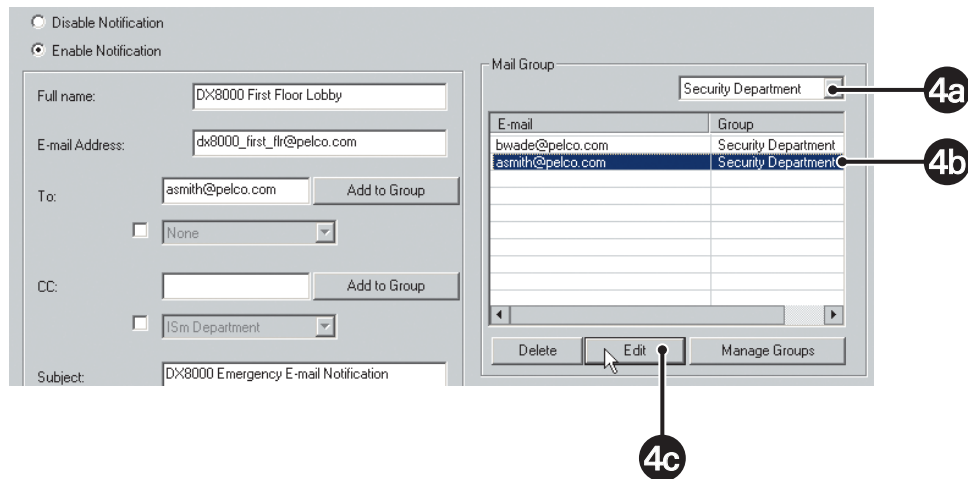 Disable Notification
Enable Notification
Full name:
DX8000 First Floor Lobby
E-mail Address:
dx8000_first_flr@pelco.com
To:
asmith@pelco.com
Add to Group
None
CC:
Add to Group
ISm Department
Subject:
DX8000 Emergency E-mail Notification
Mail Group
Security Department
4a
E-mail Group
bwade@pelco.com Security Department
asmith@pelco.com Security Department
4b
Delete Edit Manage Groups
4c